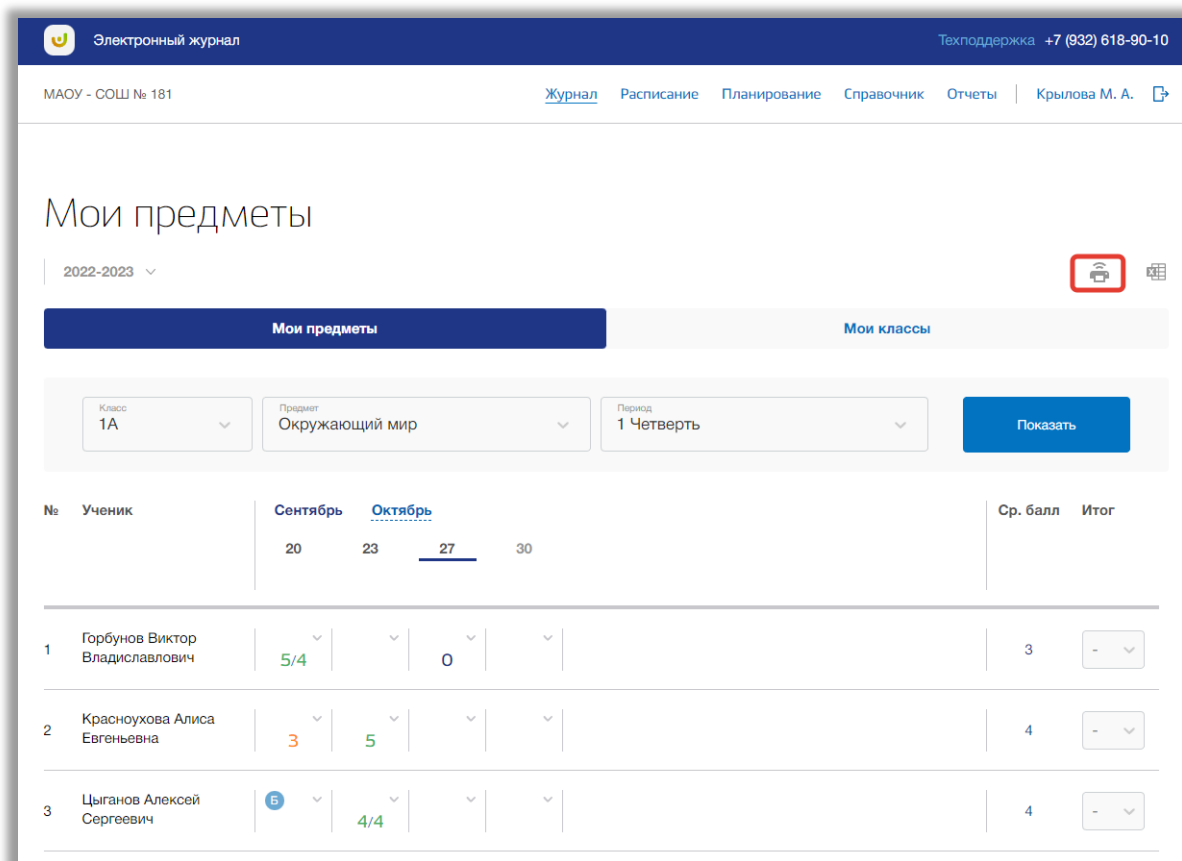 Электронный журнал Техподдержка +7 (932) 618-90-10
МАОУ - СОШ № 181 Журнал Расписание Планирование Справочник Отчеты Крылова М. А.
Мои предметы
2022-2023
Мои предметы Мои классы
Класс Предмет Период
1А Окружающий мир 1 Четверть Показать
№ Ученик Сентябрь Октябрь Ср. балл Итог
20 23 27 30
Горбунов Виктор
1 Владиславлович 5/4 0 3 -
Красноухова Алиса
2 Евгеньевна 3 5 4 -
Цыганов Алексей Б
3 Сергеевич 4/4 4 -